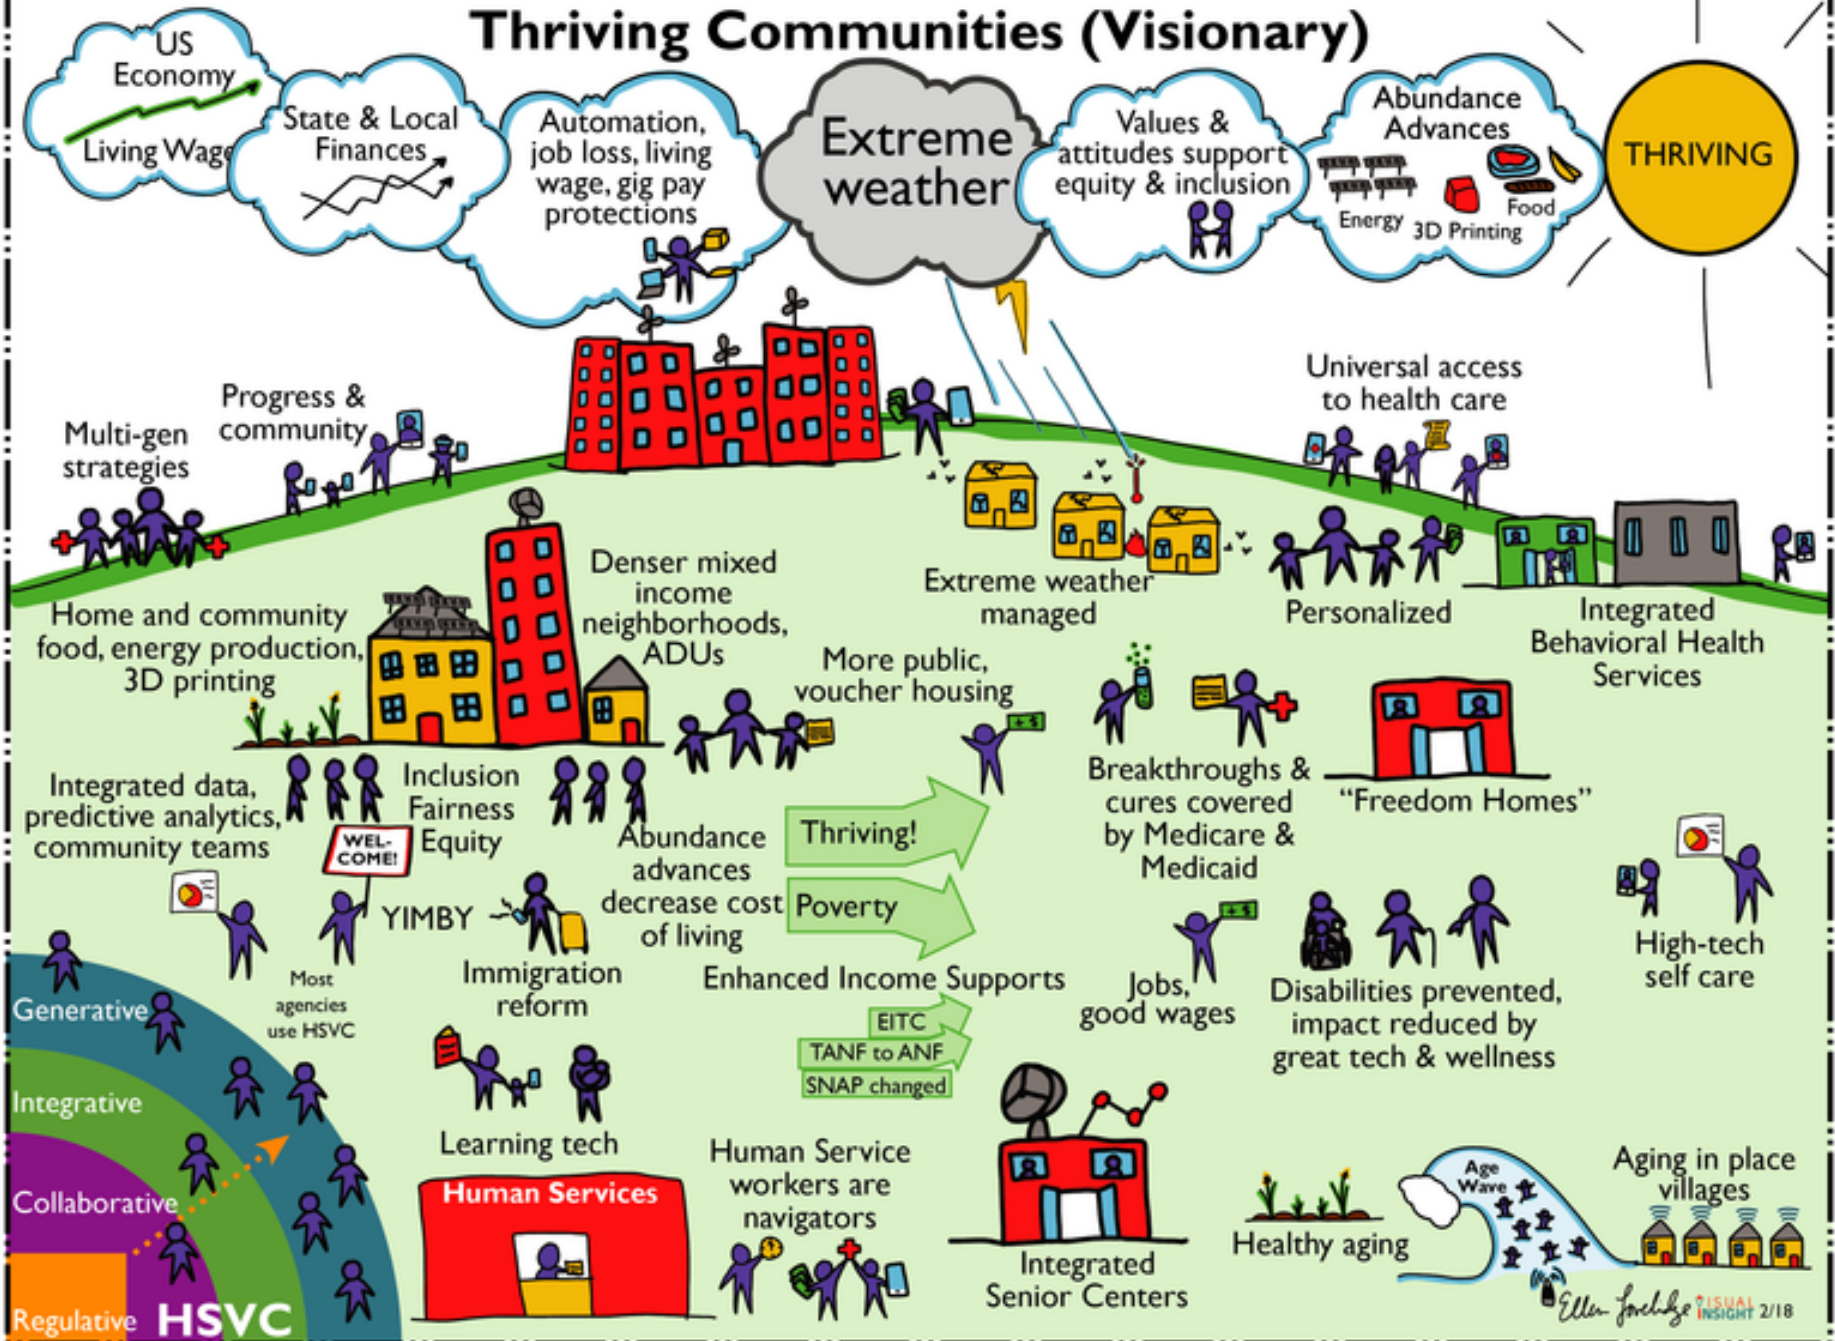 Thriving Communities (Visionary)
US
Economy
Living Wage
State & Local
Finances
Automation,
job loss, living
wage, gig pay
protections
Extreme
weather
Values &
attitudes support
equity & inclusion
Abundance
Advances
Energy
3D Printing
Food
THRIVING
Multi-gen
strategies
Progress &
community
Universal access
to health care
Home and community
food, energy production,
3D printing
Denser mixed
income
neighborhoods,
ADUs
Extreme weather
managed
Personalized
Integrated
Behavioral Health
Services
More public,
voucher housing
Integrated data,
predictive analytics,
community teams
Inclusion
Fairness
Equity
WEL-
COME!
YIMBY
Abundance
advances
decrease cost
of living
Thriving!
Poverty
Breakthroughs &
cures covered
by Medicare &
Medicaid
"Freedom Homes"
Most
agencies
use HSVC
Immigration
reform
Enhanced Income Supports
EITC
TANF to ANF
SNAP changed
+$
Jobs,
good wages
+$
Disabilities prevented,
impact reduced by
great tech & wellness
High-tech
self care
Generative
Integrative
Collaborative
Regulative
HSVC
Learning tech
Human Services
Human Service
workers are
navigators
Integrated
Senior Centers
Healthy aging
Age
Wave
Aging in place
villages
Ellen Lovelidge VISUAL
INSIGHT 2/18